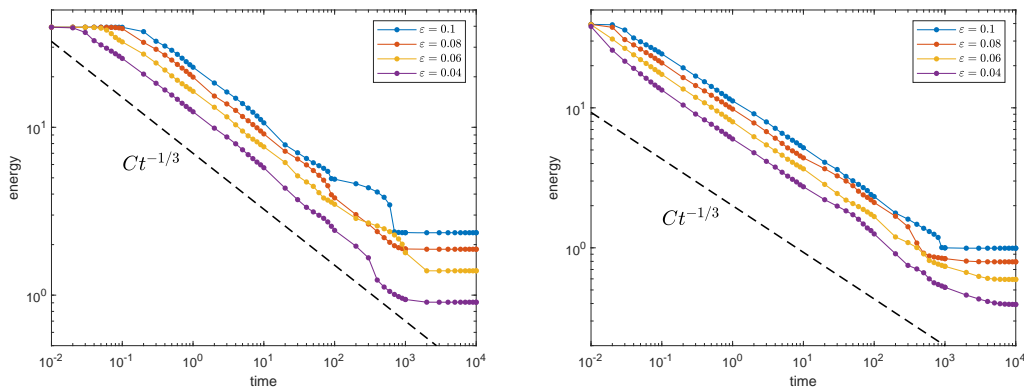 energy
10^1
10^0
ε = 0.1
ε = 0.08
ε = 0.06
ε = 0.04
Ct^{-1/3}
10^{-2}
10^{-1}
10^0
10^1
10^2
10^3
10^4
time
energy
10^1
10^0
ε = 0.1
ε = 0.08
ε = 0.06
ε = 0.04
Ct^{-1/3}
10^{-2}
10^{-1}
10^0
10^1
10^2
10^3
10^4
time